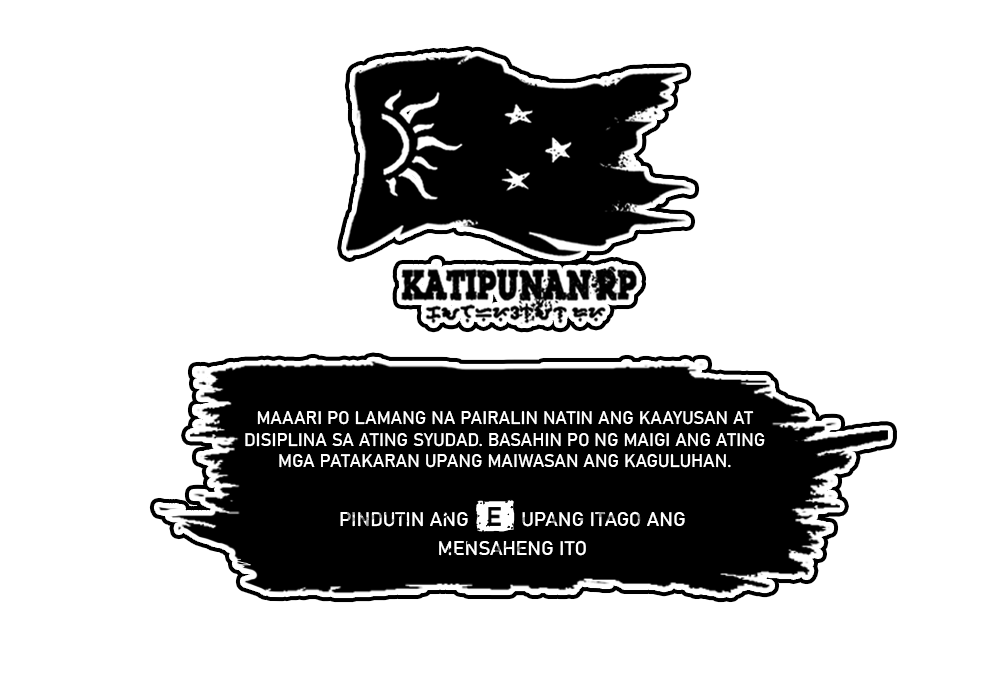 KATIPUNAN RP
MAAARI PO LAMANG NA PAIRALIN NATIN ANG KAAYUSAN AT
DISIPLINA SA ATING SYUDAD. BASAHIN PO NG MAIGI ANG ATING
MGA PATAKARAN UPANG MAIWASAN ANG KAGULUHAN.
PINDUTIN ANG E UPANG ITAGO ANG
MENSAHENG ITO